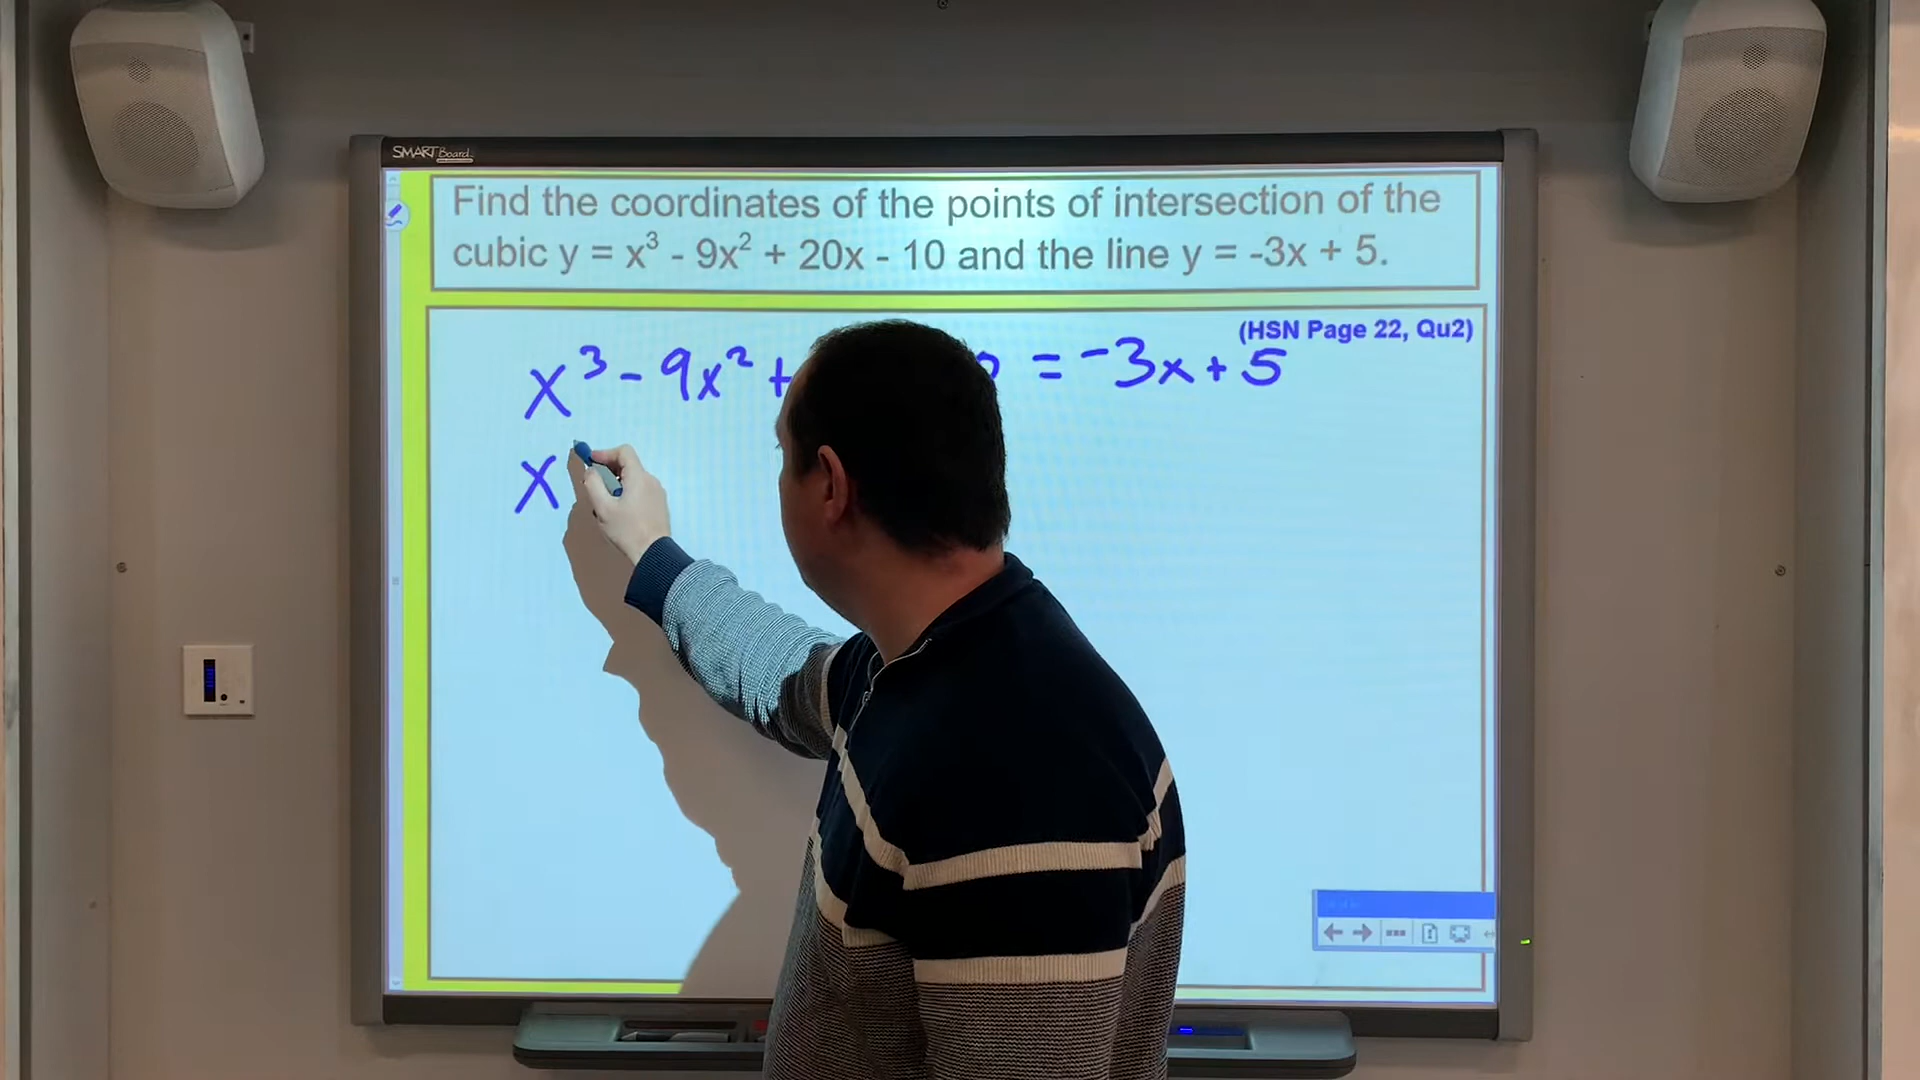 SMART Board
Find the coordinates of the points of intersection of the
cubic y = x³ - 9x² + 20x - 10 and the line y = -3x + 5.
(HSN Page 22, Qu2)
x³ - 9x² + = -3x + 5
x